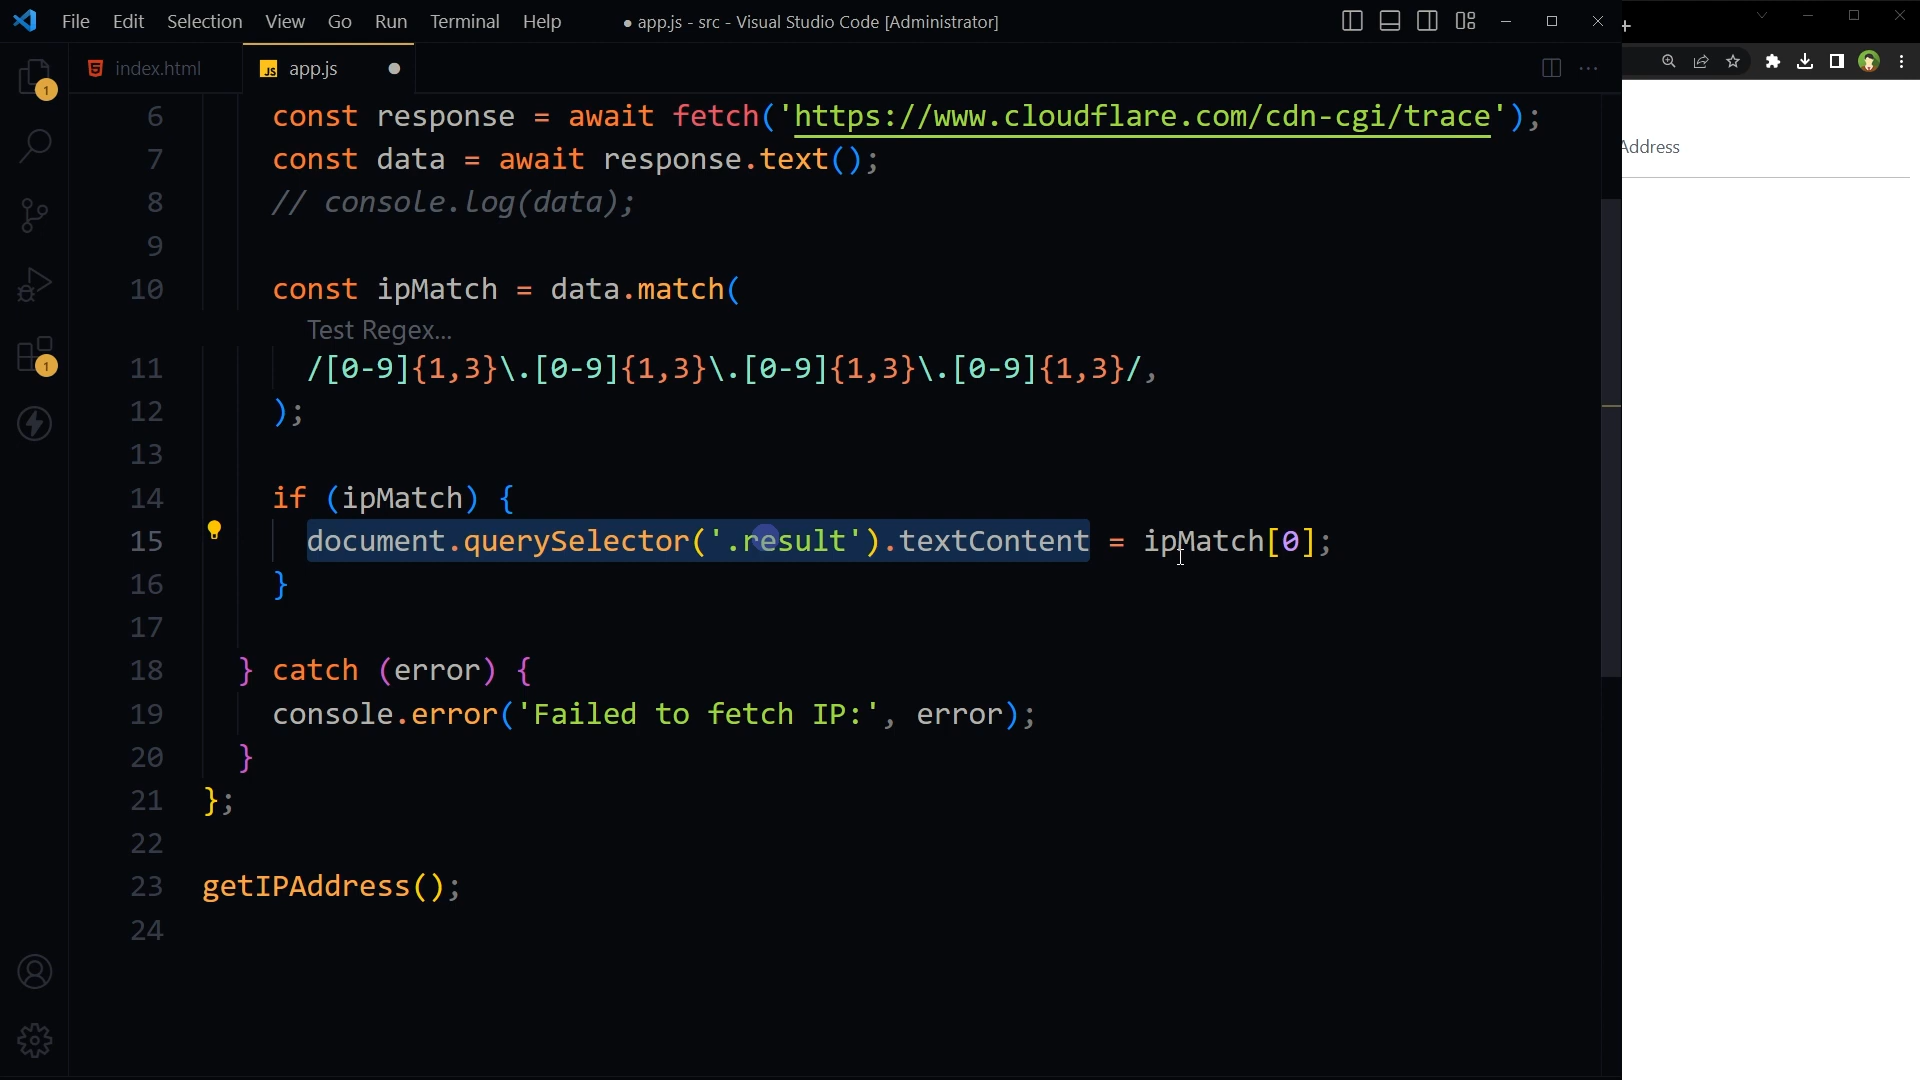 File Edit Selection View Go Run Terminal Help ● app.js - src - Visual Studio Code [Administrator]
index.html JS app.js
Address
6 const response = await fetch('https://www.cloudflare.com/cdn-cgi/trace');
7 const data = await response.text();
8 // console.log(data);
9
10 const ipMatch = data.match(
Test Regex...
11 /[0-9]{1,3}\.[0-9]{1,3}\.[0-9]{1,3}\.[0-9]{1,3}/,
12 );
13
14 if (ipMatch) {
15 document.querySelector('.result').textContent = ipMatch[0];
16 }
17
18 } catch (error) {
19 console.error('Failed to fetch IP:', error);
20 }
21 };
22
23 getIPAddress();
24
1
1